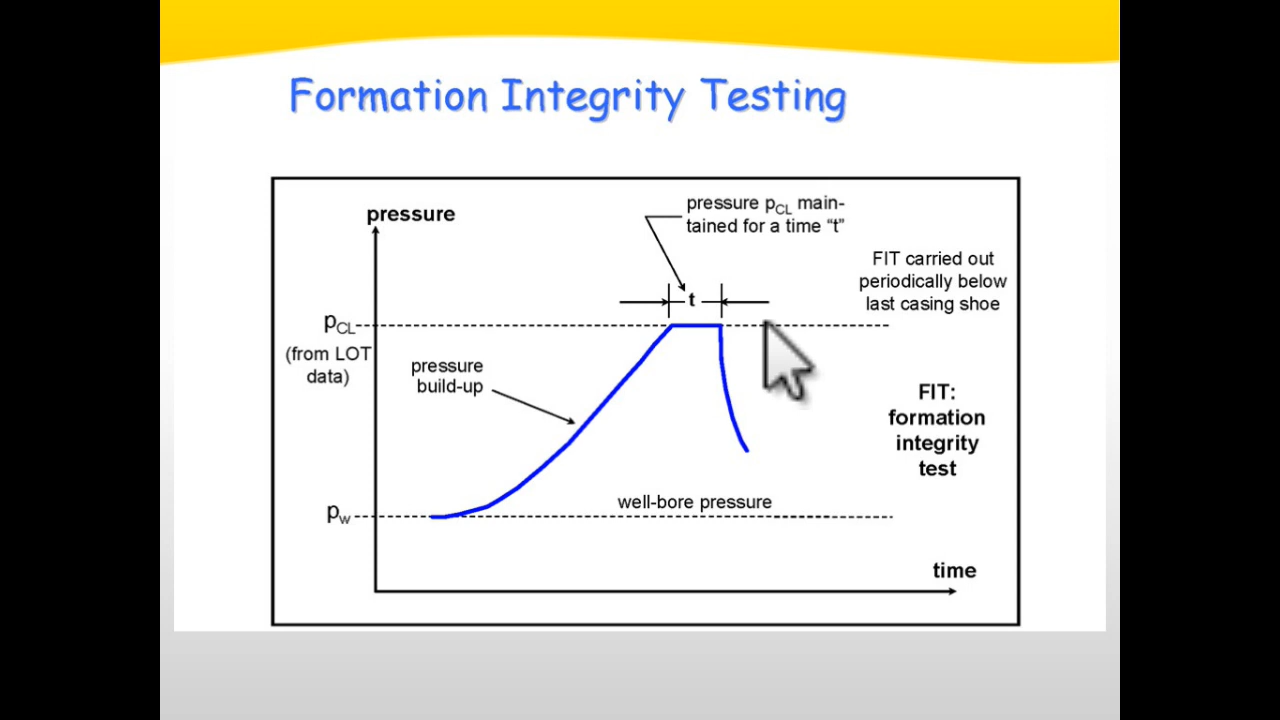 Formation Integrity Testing
pressure
pressure pCL main-
tained for a time “t”
FIT carried out
periodically below
last casing shoe
t
pCL
(from LOT
data)
pressure
build-up
FIT:
formation
integrity
test
well-bore pressure
pw
time